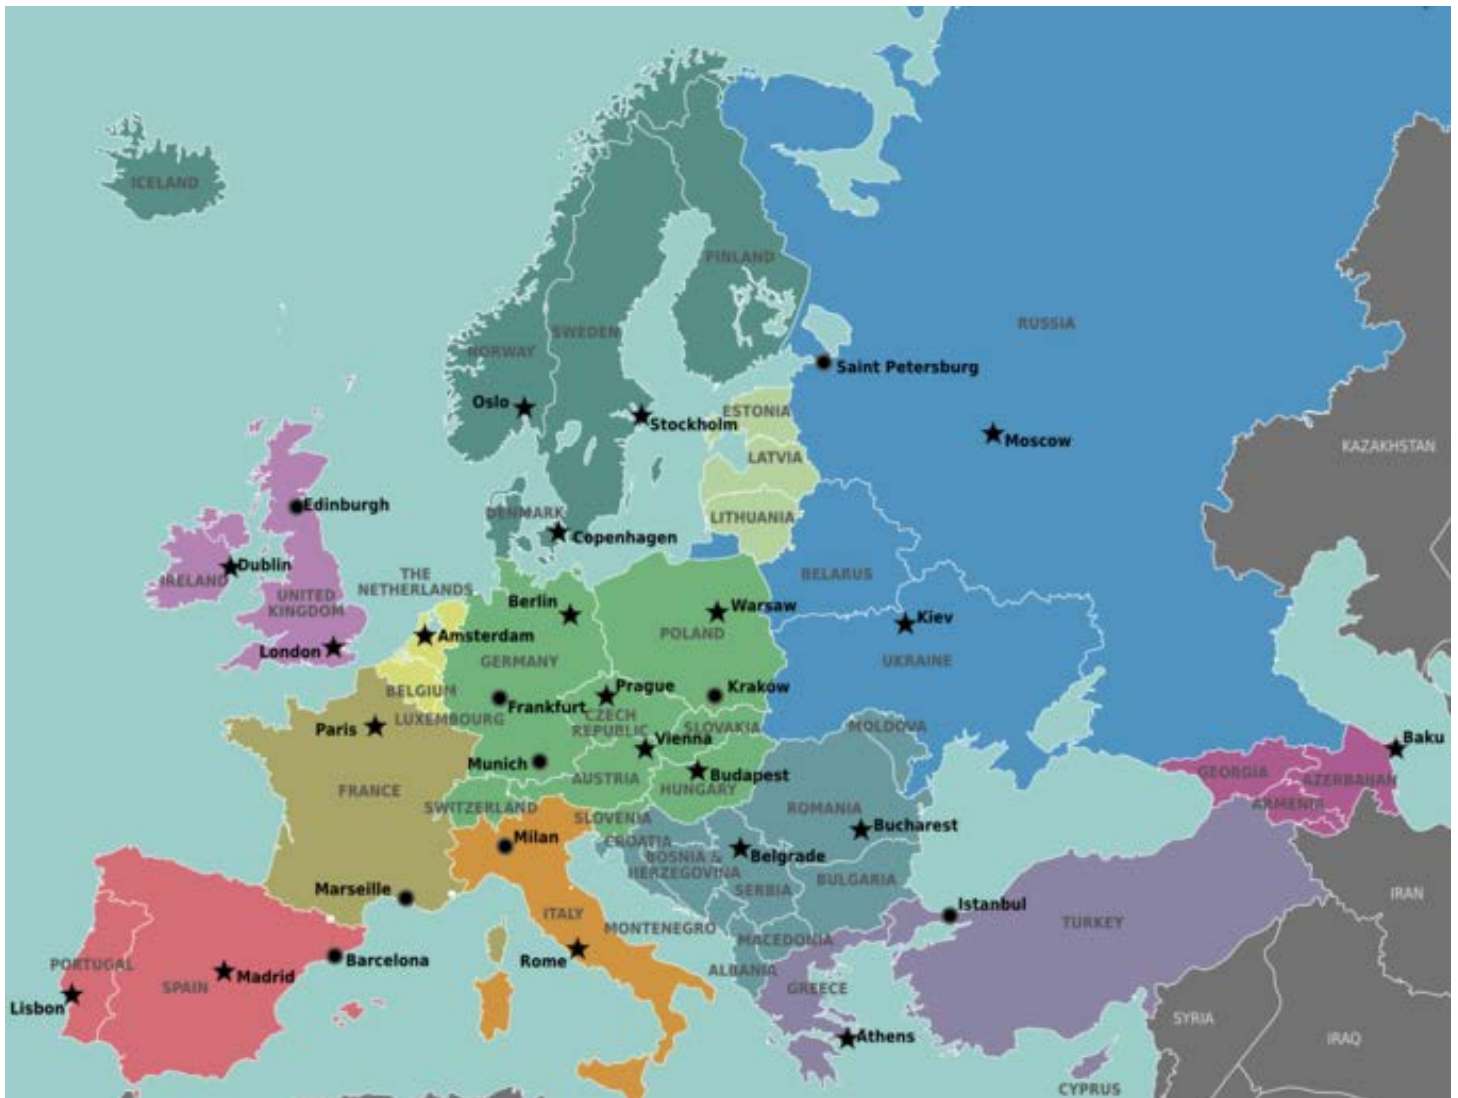 ICELAND
FINLAND
RUSSIA
SWEDEN
NORWAY
Saint Petersburg
Oslo
Stockholm
ESTONIA
Moscow
KAZAKHSTAN
LATVIA
Edinburgh
DENMARK
LITHUANIA
Copenhagen
Dublin
IRELAND
THE
NETHERLANDS
BELARUS
UNITED
KINGDOM
Berlin
Warsaw
Kiev
POLAND
Amsterdam
London
GERMANY
UKRAINE
BELGIUM
Prague
Krakow
Frankfurt
LUXEMBOURG
CZECH
REPUBLIC
SLOVAKIA
MOLDOVA
Paris
Vienna
Baku
Munich
AUSTRIA
Budapest
HUNGARY
GEORGIA
AZERBANAN
FRANCE
SWITZERLAND
ROMANIA
ARMENIA
SLOVENIA
Bucharest
Milan
CROATIA
BOSNIA &
HERZEGOVINA
Belgrade
SERBIA
BULGARIA
Marseille
IRAN
ITALY
Istanbul
MONTENEGRO
TURKEY
MACEDONIA
PORTUGAL
Barcelona
Rome
ALBANIA
Madrid
SPAIN
GREECE
Lisbon
SYRIA
Athens
IRAQ
CYPRUS